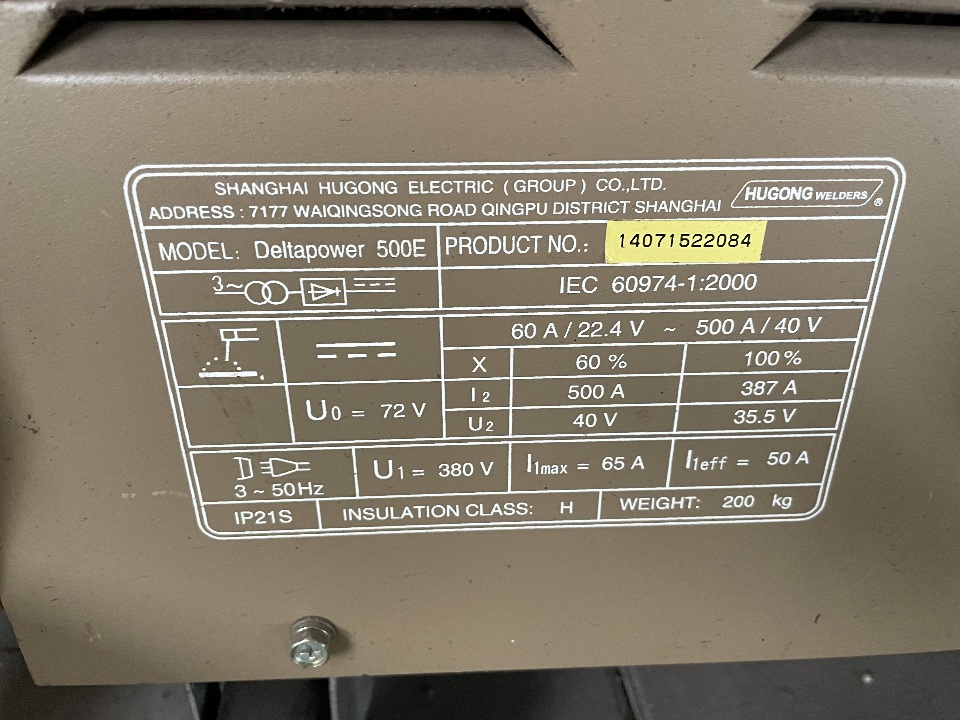 SHANGHAI HUGONG ELECTRIC ( GROUP ) CO.,LTD.
ADDRESS : 7177 WAIQINGSONG ROAD QINGPU DISTRICT SHANGHAI
HUGONG WELDERS ®
MODEL: Deltapower 500E
PRODUCT NO.: 14071522084
3~
IEC 60974-1:2000
60 A / 22.4 V ~ 500 A / 40 V
X 60 % 100 %
I2 500 A 387 A
U0 = 72 V
U2 40 V 35.5 V
3 ~ 50Hz
U1 = 380 V
I1max = 65 A
I1eff = 50 A
IP21S
INSULATION CLASS: H
WEIGHT: 200 kg